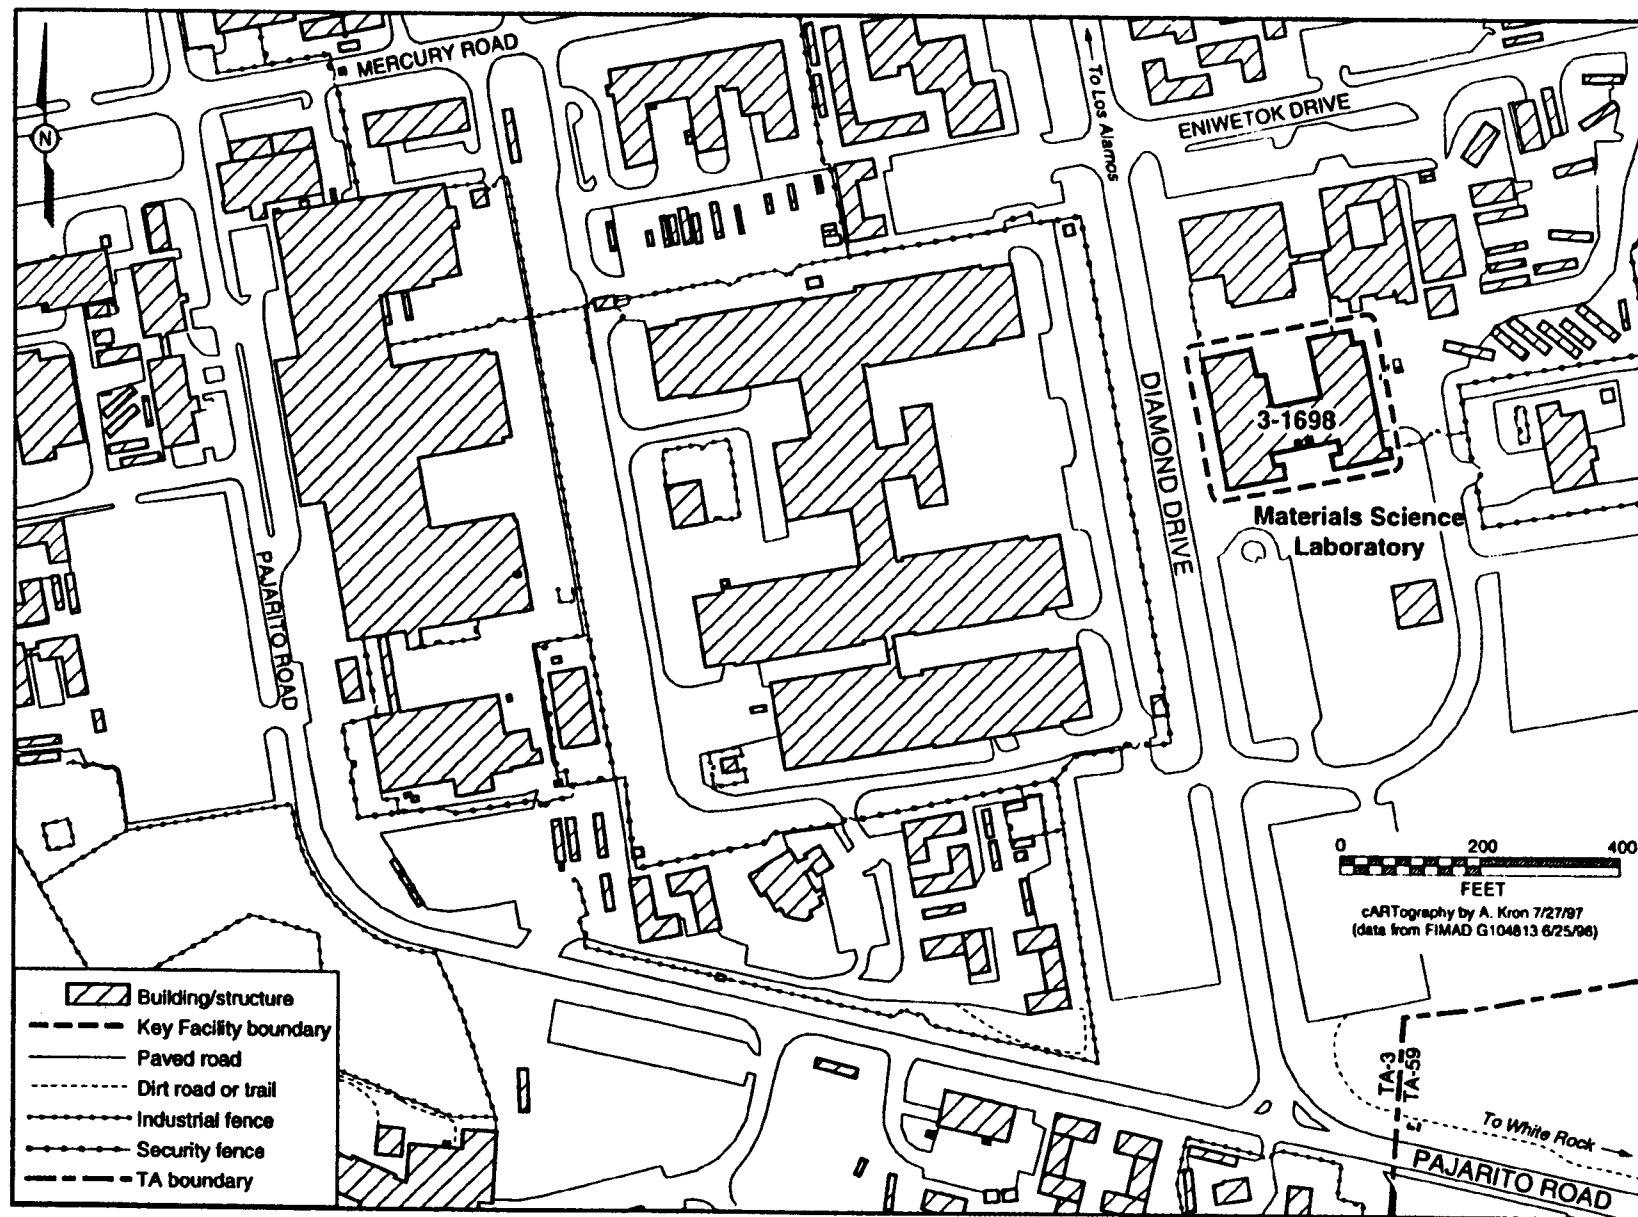 MERCURY ROAD
To Los Alamos
ENIWETOK DRIVE
N
DIAMOND DRIVE
3-1698
Materials Science
Laboratory
PAJARITO ROAD
0 200 400
FEET
cARTography by A. Kron 7/27/97
(data from FIMAD G104813 6/25/96)
Building/structure
Key Facility boundary
Paved road
Dirt road or trail
Industrial fence
Security fence
TA boundary
TA-3
TA-59
To White Rock
PAJARITO ROAD